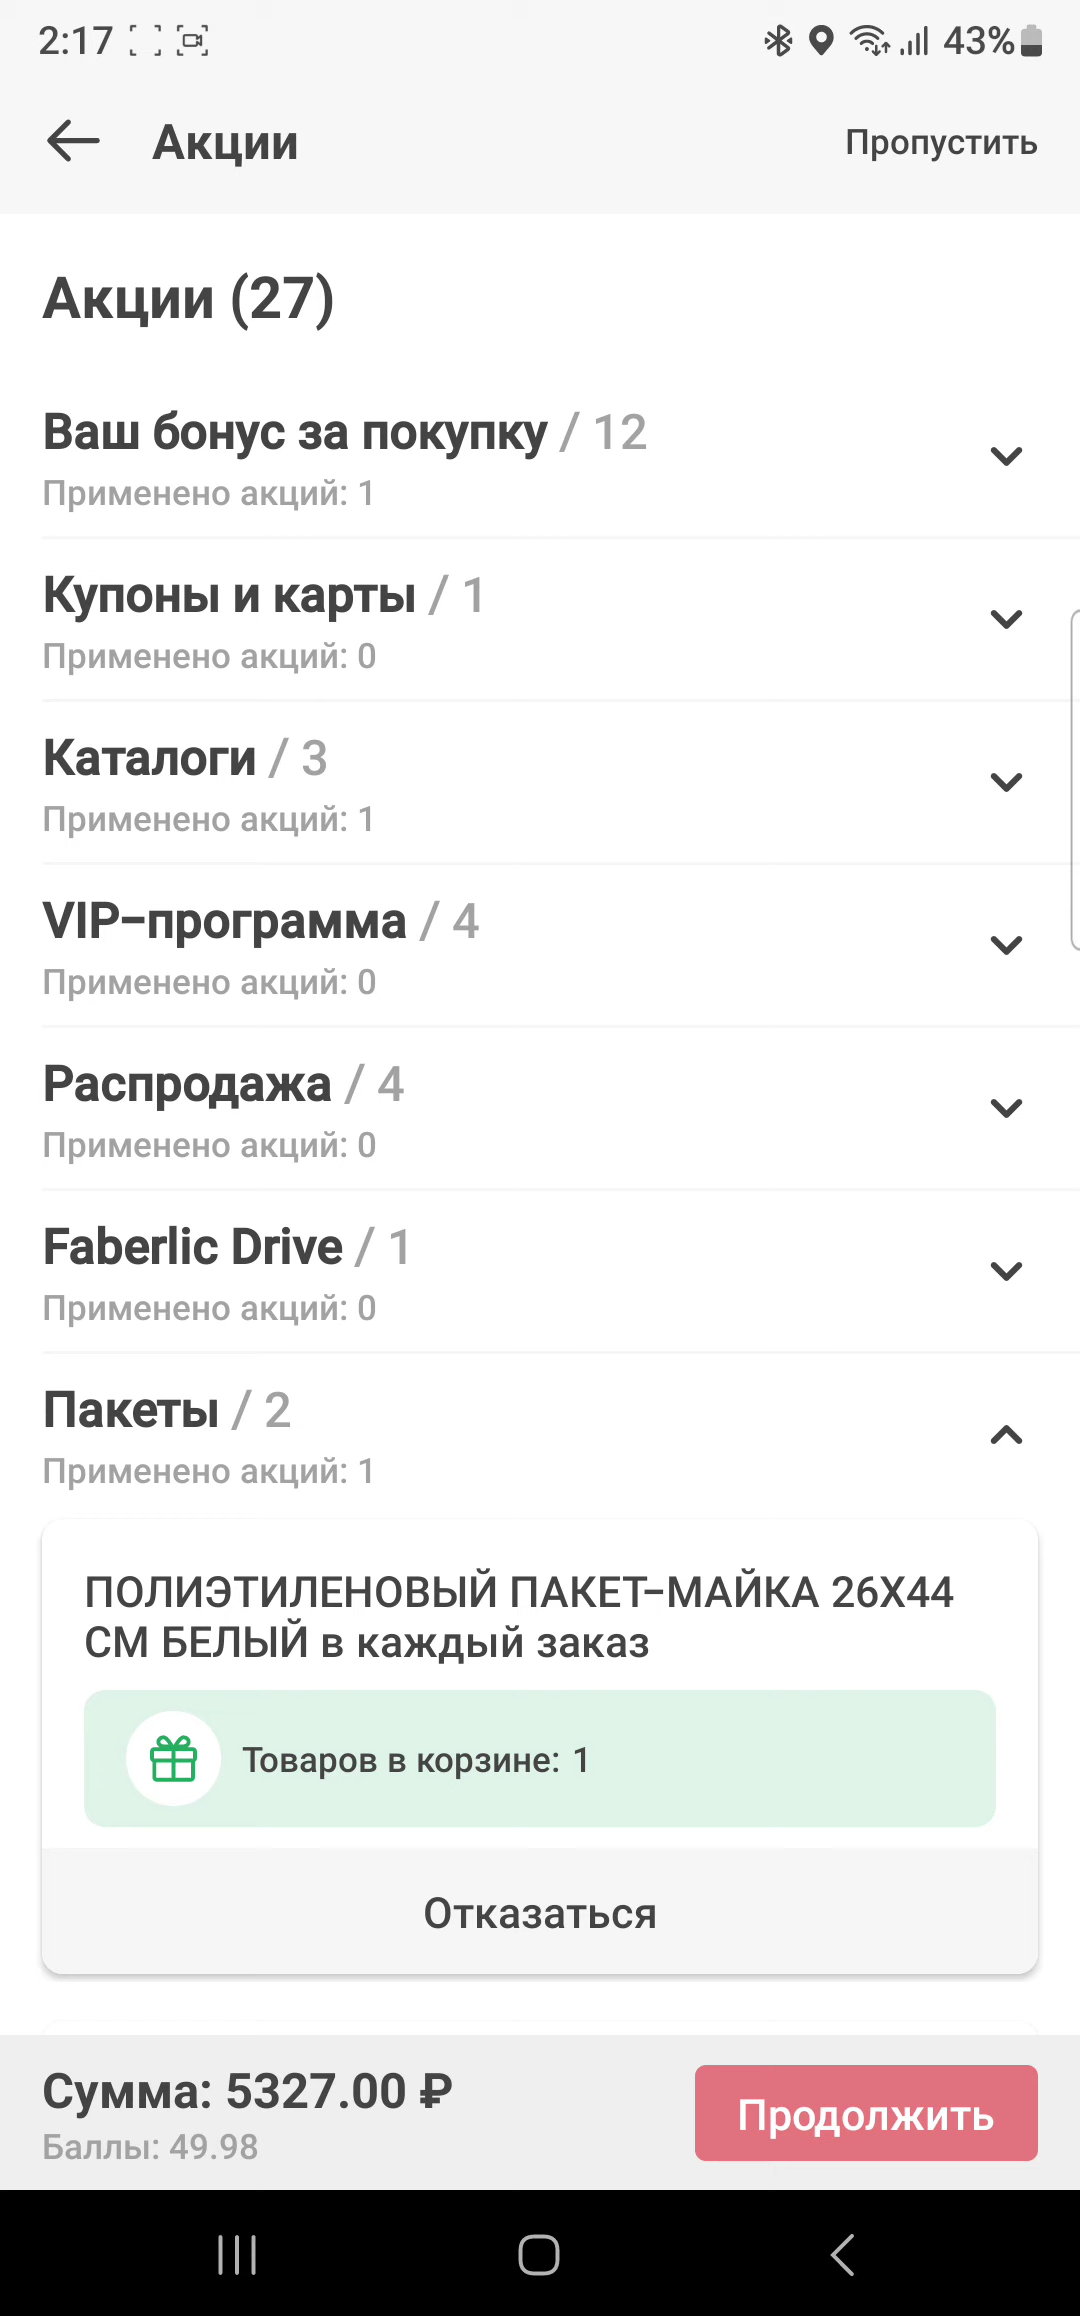 2:17
43%
Акции
Пропустить
Акции (27)
Ваш бонус за покупку / 12
Применено акций: 1
Купоны и карты / 1
Применено акций: 0
Каталоги / 3
Применено акций: 1
VIP-программа / 4
Применено акций: 0
Распродажа / 4
Применено акций: 0
Faberlic Drive / 1
Применено акций: 0
Пакеты / 2
Применено акций: 1
ПОЛИЭТИЛЕНОВЫЙ ПАКЕТ-МАЙКА 26X44
СМ БЕЛЫЙ в каждый заказ
Товаров в корзине: 1
Отказаться
Сумма: 5327.00 ₽
Баллы: 49.98
Продолжить